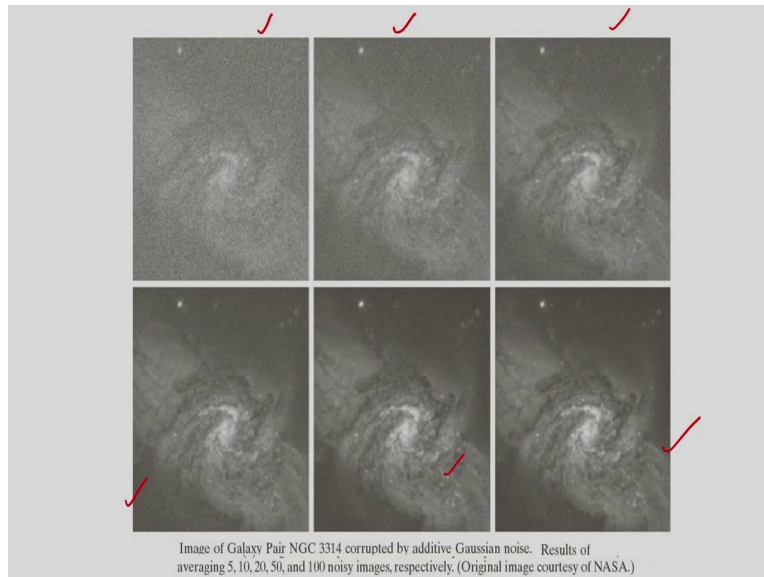 Image of Galaxy Pair NGC 3314 corrupted by additive Gaussian noise. Results of
averaging 5, 10, 20, 50, and 100 noisy images, respectively. (Original image courtesy of NASA.)